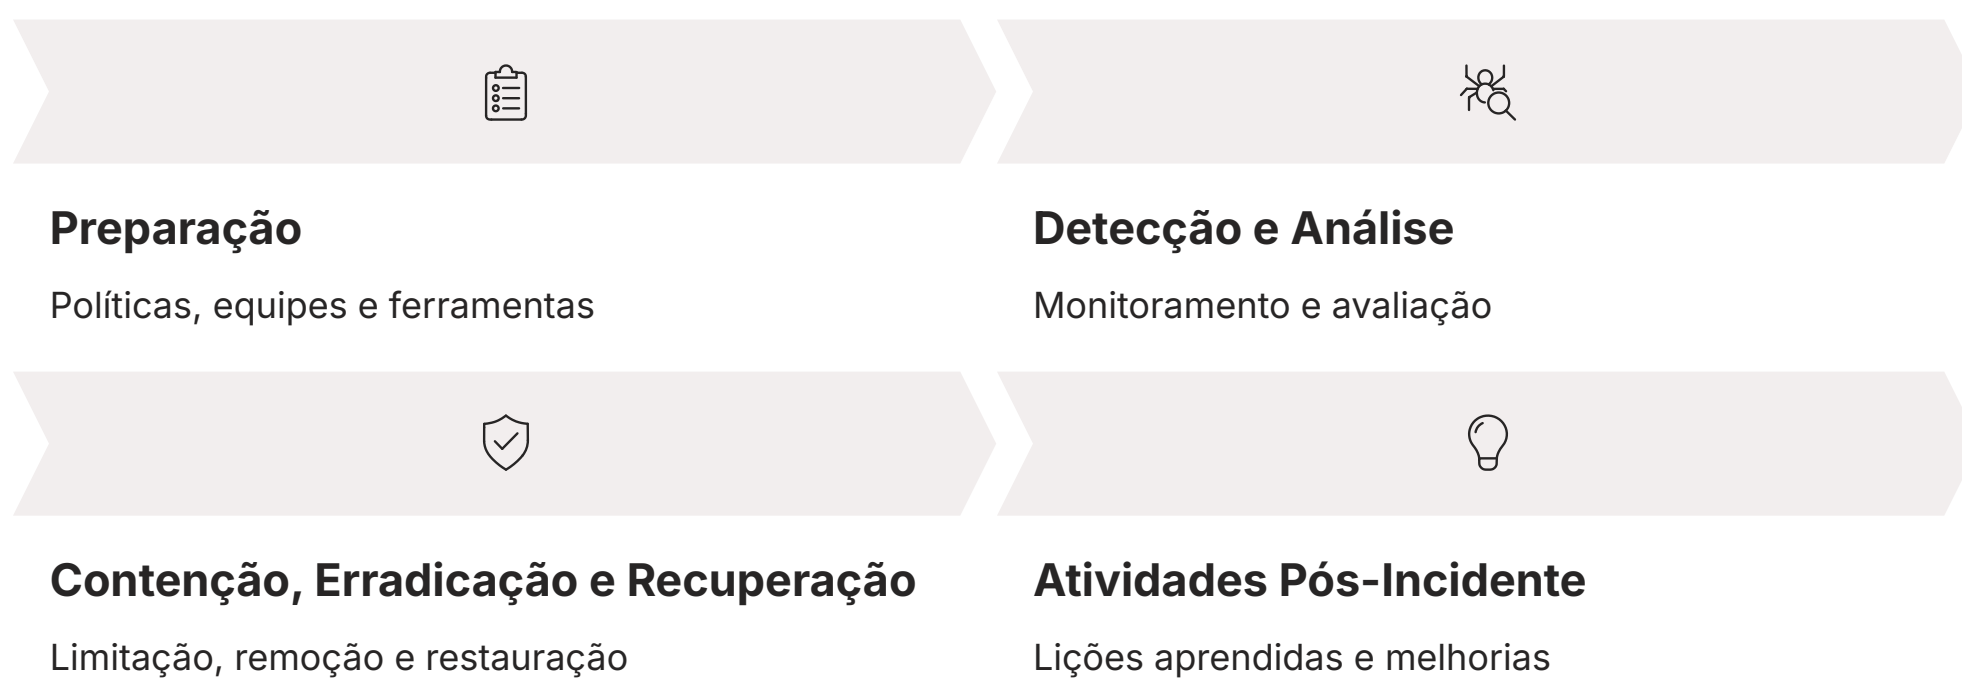 Preparação
Políticas, equipes e ferramentas
Detecção e Análise
Monitoramento e avaliação
Contenção, Erradicação e Recuperação
Limitação, remoção e restauração
Atividades Pós-Incidente
Lições aprendidas e melhorias